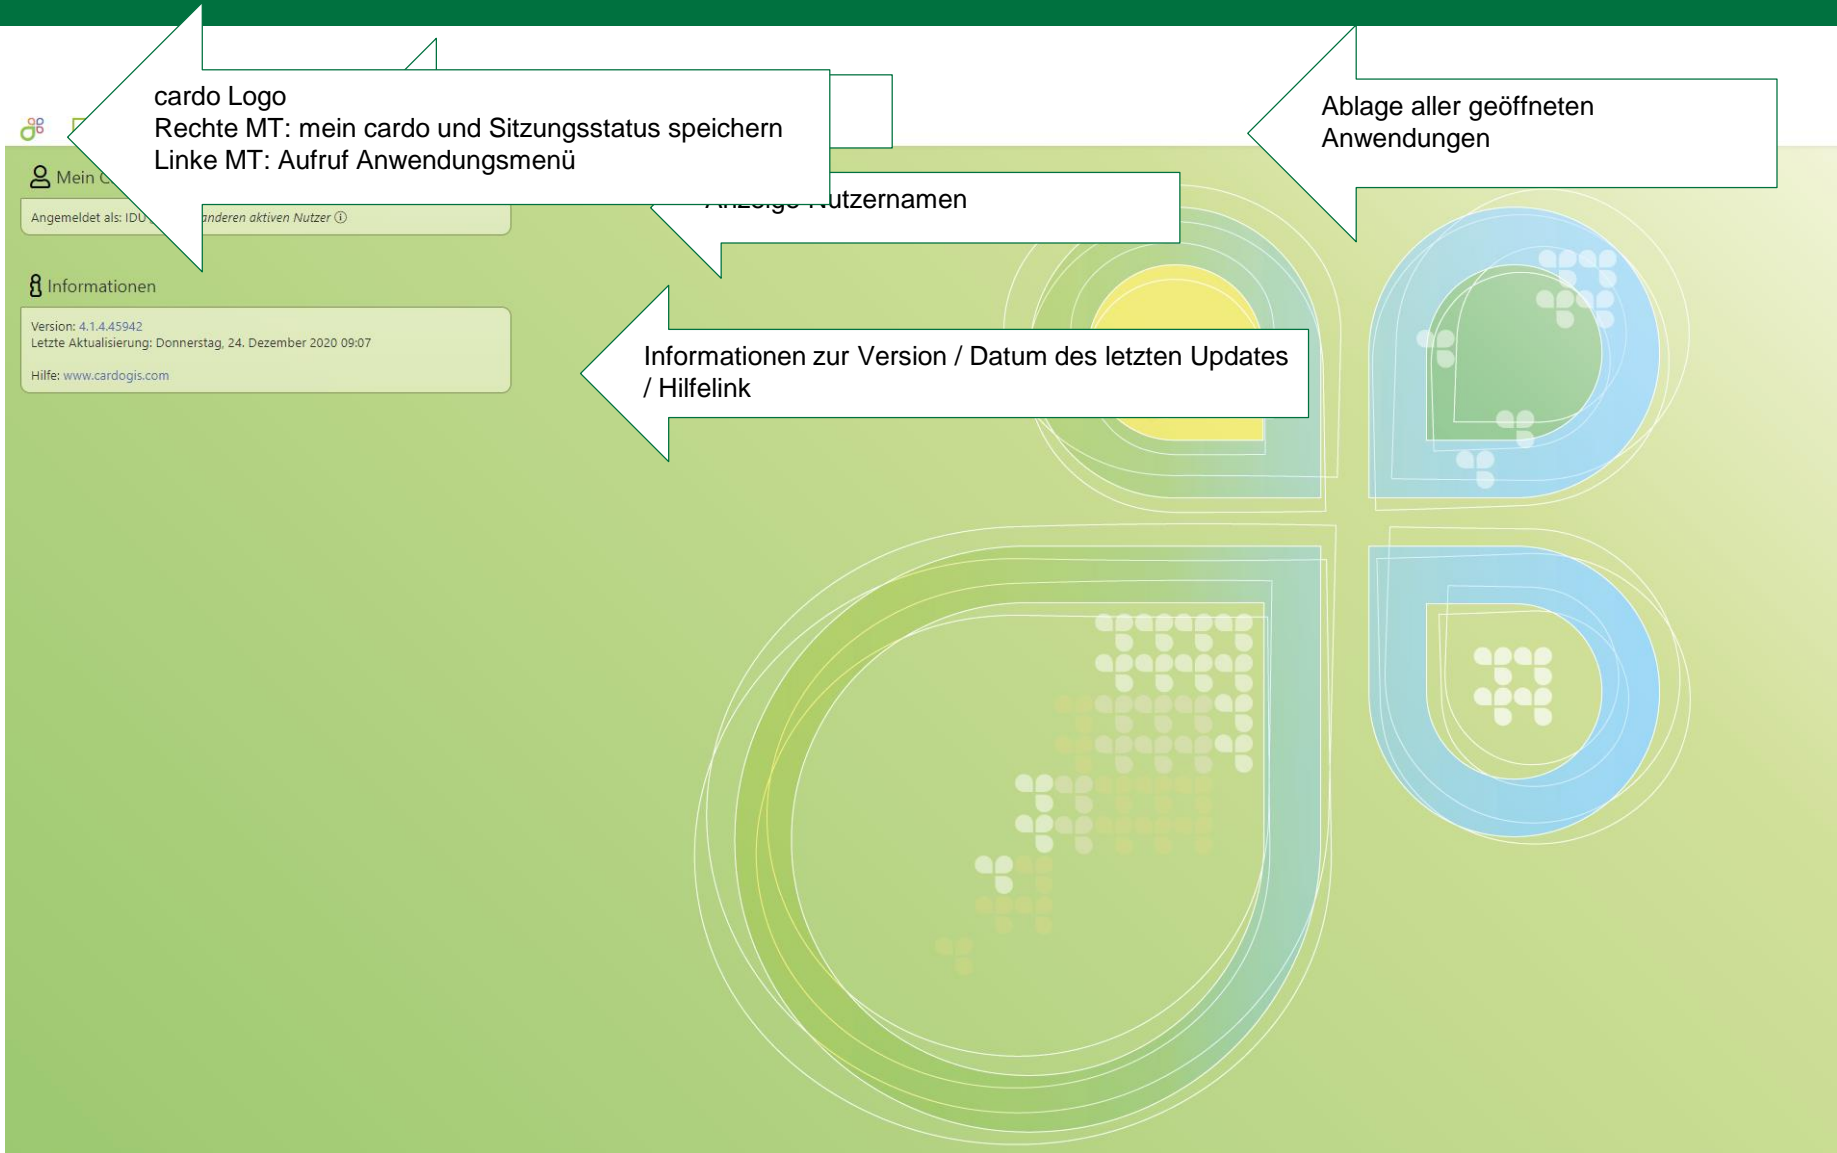 cardo Logo
Rechte MT: mein cardo und Sitzungsstatus speichern
Linke MT: Aufruf Anwendungsmenü
Ablage aller geöffneten
Anwendungen
Mein
Nutzernamen
Angemeldet als: IDU anderen aktiven Nutzer
Informationen
Version: 4.1.4.45942
Letzte Aktualisierung: Donnerstag, 24. Dezember 2020 09:07
Hilfe: www.cardogis.com
Informationen zur Version / Datum des letzten Updates
/ Hilfelink